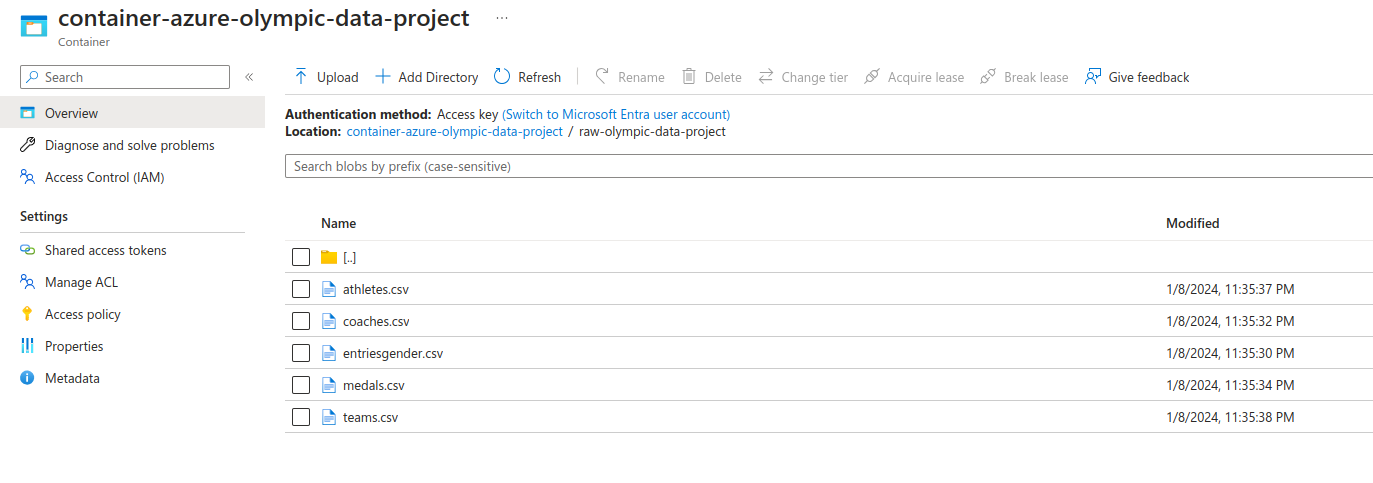 container-azure-olympic-data-project ...
Container
Search «
Upload Add Directory Refresh Rename Delete Change tier Acquire lease Break lease Give feedback
Overview
Diagnose and solve problems
Access Control (IAM)
Settings
Shared access tokens
Manage ACL
Access policy
Properties
Metadata
Authentication method: Access key (Switch to Microsoft Entra user account)
Location: container-azure-olympic-data-project / raw-olympic-data-project
Search blobs by prefix (case-sensitive)
Name Modified
[..]
athletes.csv 1/8/2024, 11:35:37 PM
coaches.csv 1/8/2024, 11:35:32 PM
entriesgender.csv 1/8/2024, 11:35:30 PM
medals.csv 1/8/2024, 11:35:34 PM
teams.csv 1/8/2024, 11:35:38 PM